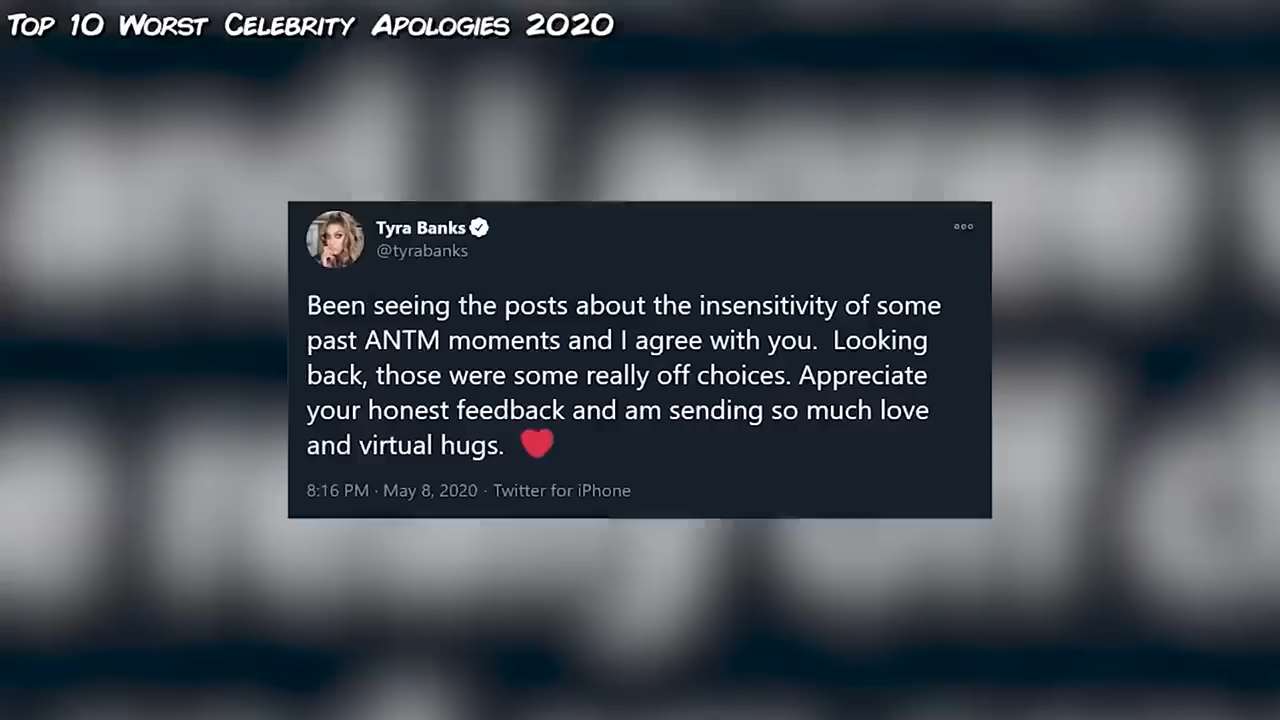 Top 10 Worst Celebrity Apologies 2020
Tyra Banks
@tyrabanks
Been seeing the posts about the insensitivity of some
past ANTM moments and I agree with you.  Looking
back, those were some really off choices. Appreciate
your honest feedback and am sending so much love
and virtual hugs. ❤
8:16 PM · May 8, 2020 · Twitter for iPhone